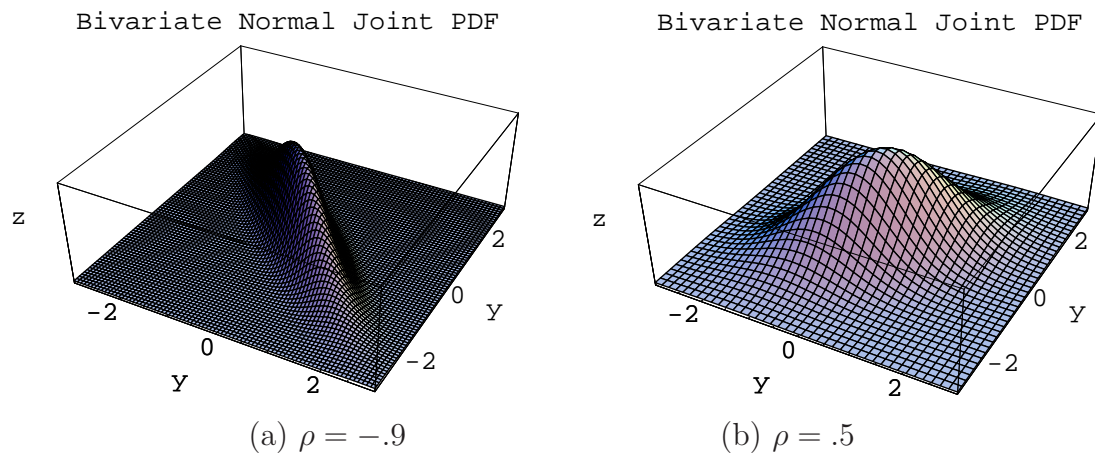 Bivariate Normal Joint PDF
z
-2
0
2
y
-2
0
2
y
(a) ρ = −.9
Bivariate Normal Joint PDF
z
-2
0
2
y
-2
0
2
y
(b) ρ = .5